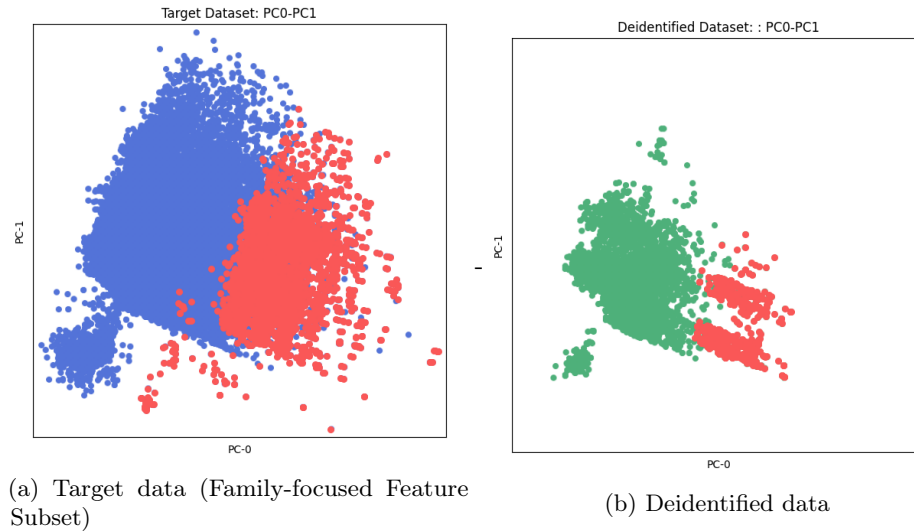 Target Dataset: PC0-PC1
PC-1
PC-0
(a) Target data (Family-focused Feature
Subset)
Deidentified Dataset: : PC0-PC1
PC-1
PC-0
(b) Deidentified data